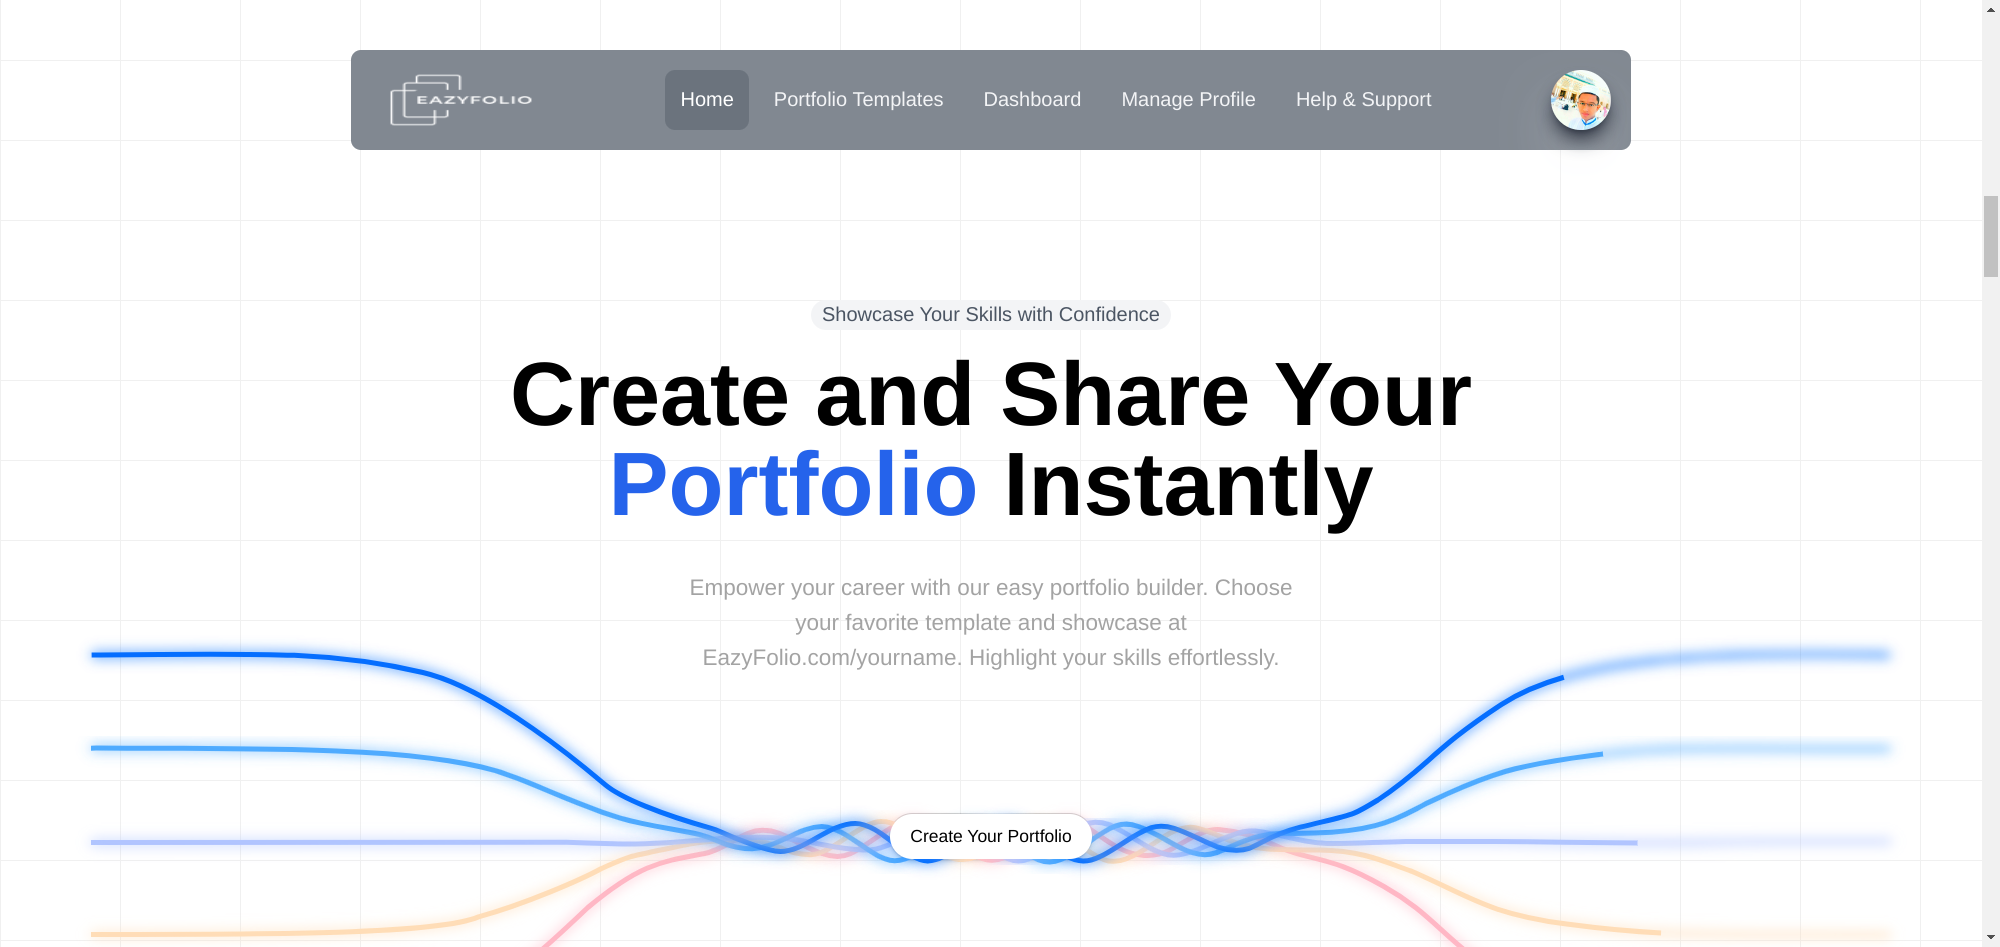 EAZYFOLIO
Home
Portfolio Templates
Dashboard
Manage Profile
Help & Support
Showcase Your Skills with Confidence
Create and Share Your
Portfolio Instantly
Empower your career with our easy portfolio builder. Choose
your favorite template and showcase at
EazyFolio.com/yourname. Highlight your skills effortlessly.
Create Your Portfolio